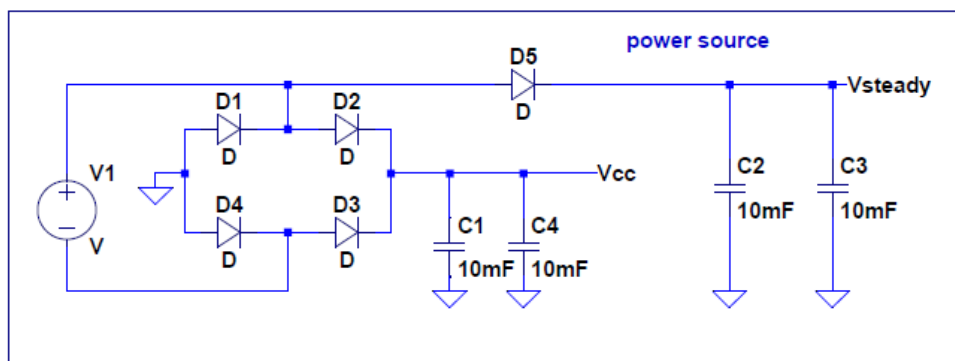 power source
D5
D
Vsteady
D1
D2
D
D
V1
V
Vcc
D4
D3
D
D
C1
10mF
C4
10mF
C2
10mF
C3
10mF